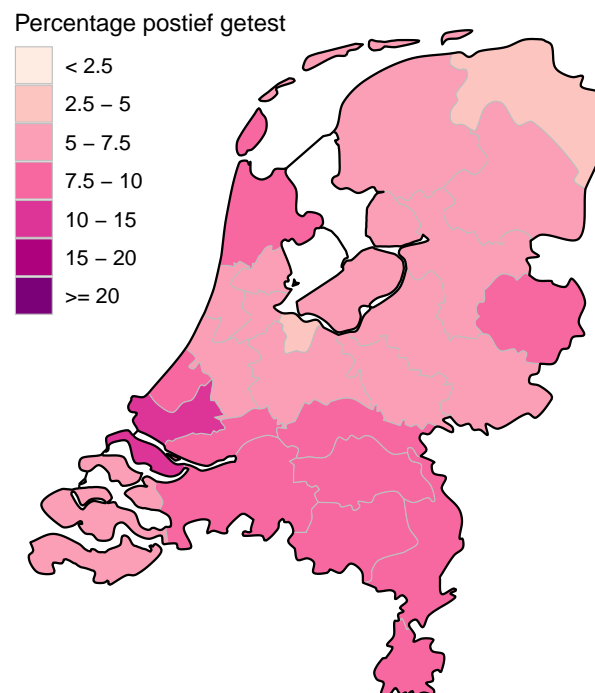 Percentage postief getest
< 2.5
2.5 – 5
5 – 7.5
7.5 – 10
10 – 15
15 – 20
>= 20